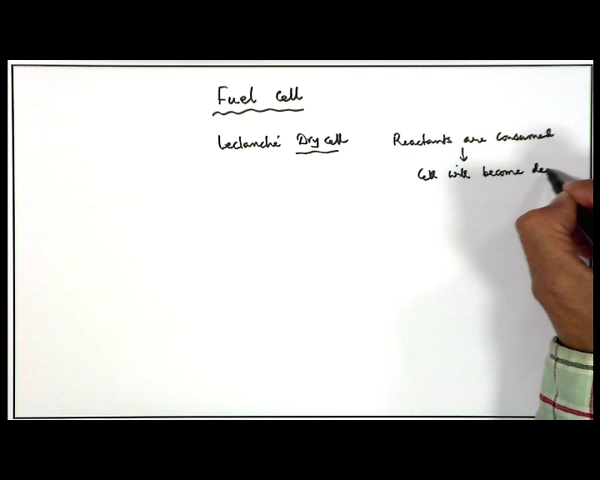 Fuel cell
Leclanché Dry cell
Reactants are consumed
Cell will become